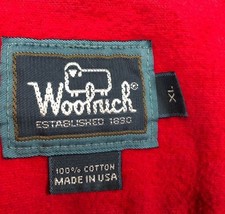 Woolrich
ESTABLISHED 1830
XL
100% COTTON
MADE IN USA